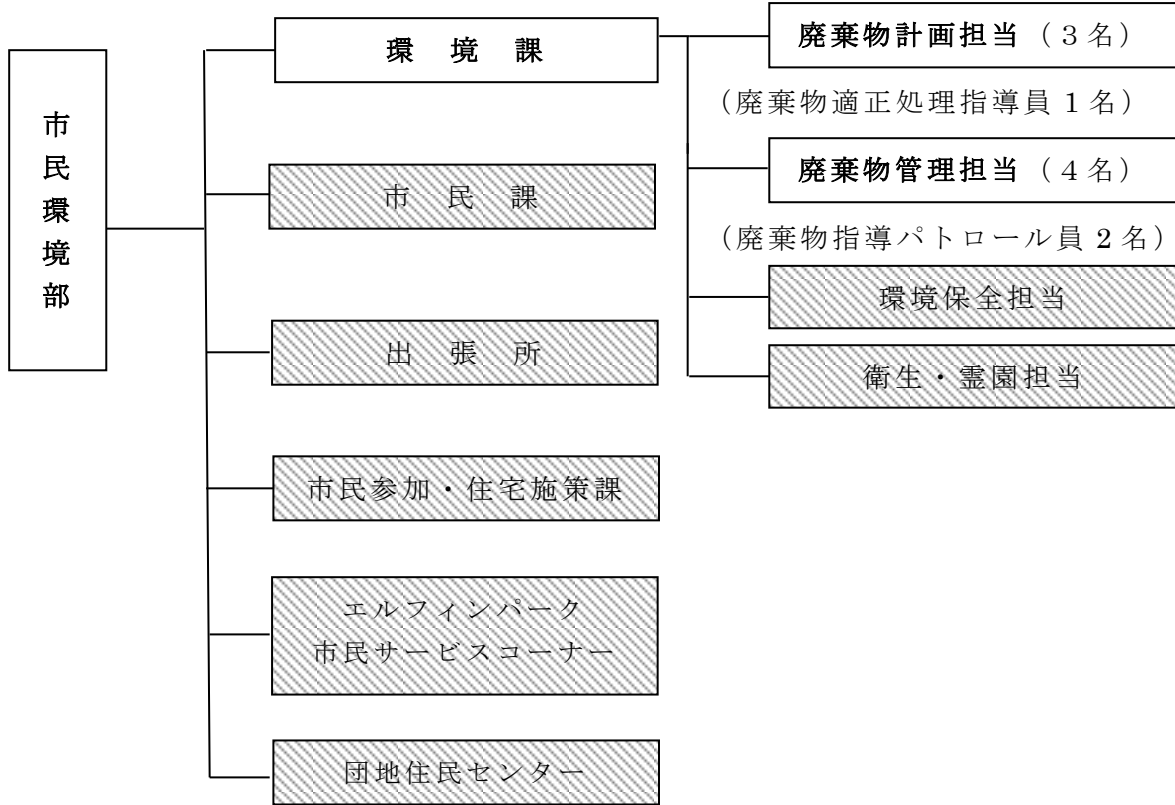 市民環境部
環 境 課
市 民 課
出 張 所
市民参加・住宅施策課
エルフィンパーク
市民サービスコーナー
団地住民センター
廃棄物計画担当（３名）
（廃棄物適正処理指導員 1 名）
廃棄物管理担当（４名）
（廃棄物指導パトロール員 2 名）
環境保全担当
衛生・霊園担当